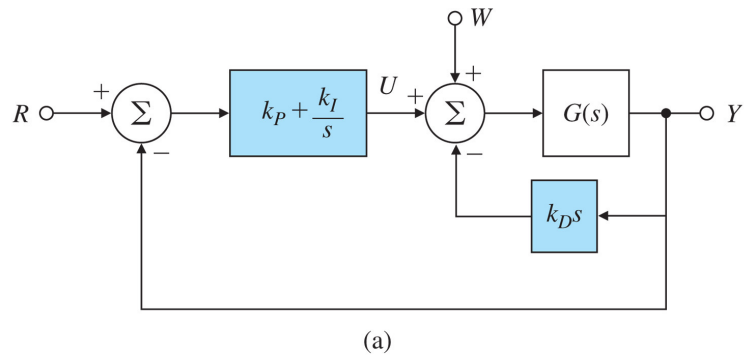 W
+
R + Σ − k_P + k_I/s U + Σ − G(s) Y
k_D s
(a)